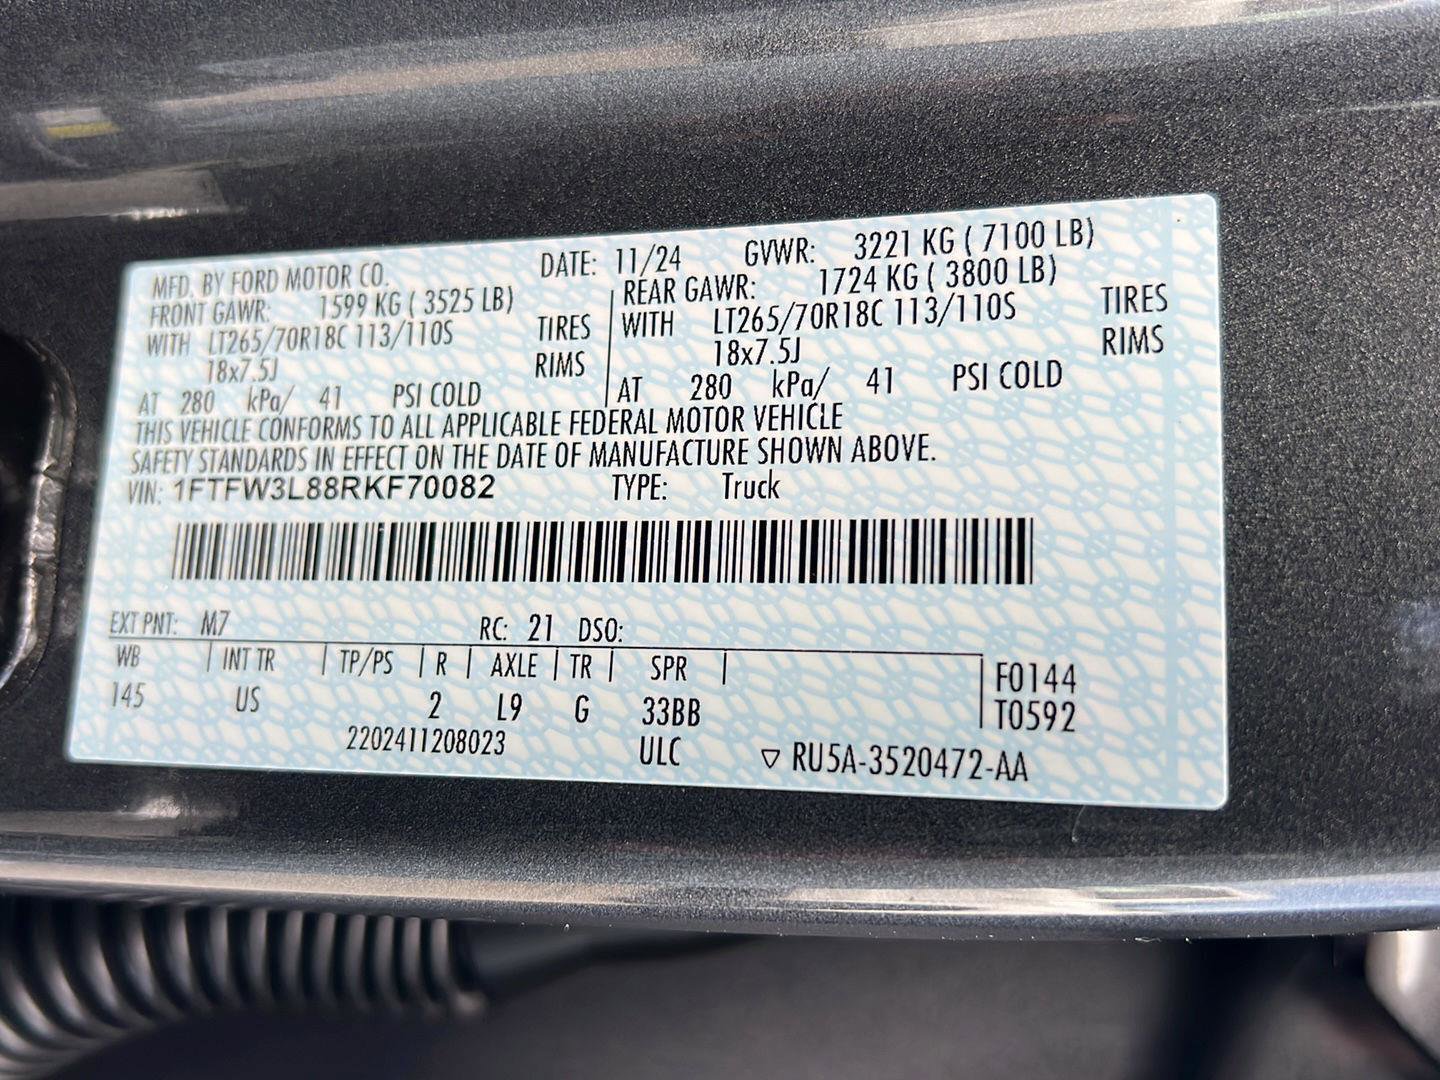 MFD. BY FORD MOTOR CO. DATE: 11/24 GVWR: 3221 KG ( 7100 LB)
FRONT GAWR: 1599 KG ( 3525 LB) REAR GAWR: 1724 KG ( 3800 LB)
WITH LT265/70R18C 113/110S TIRES WITH LT265/70R18C 113/110S TIRES
18x7.5J RIMS 18x7.5J RIMS
AT 280 kPa/ 41 PSI COLD AT 280 kPa/ 41 PSI COLD
THIS VEHICLE CONFORMS TO ALL APPLICABLE FEDERAL MOTOR VEHICLE
SAFETY STANDARDS IN EFFECT ON THE DATE OF MANUFACTURE SHOWN ABOVE.
VIN: 1FTFW3L88RKF70082 TYPE: Truck
EXT PNT: M7 RC: 21 DSO:
WB INT TR TP/PS R AXLE TR SPR F0144
145 US 2 L9 G 33BB T0592
2202411208023 ULC ▽ RU5A-3520472-AA